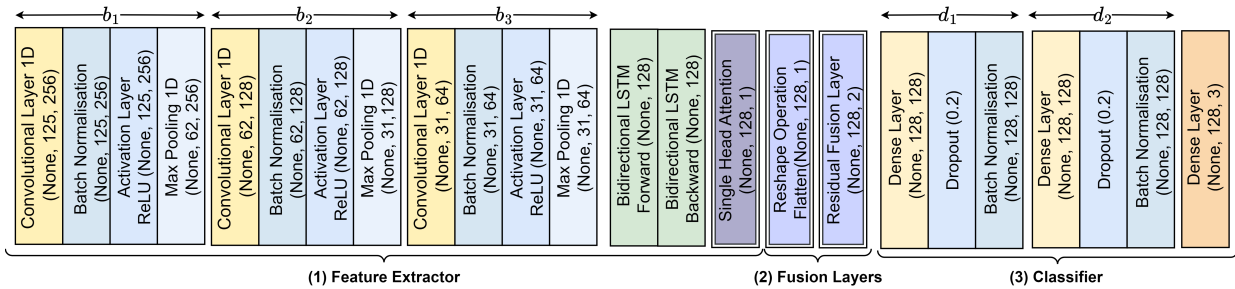 b₁
b₂
b₃
d₁
d₂
Convolutional Layer 1D
(None, 125, 256)
Batch Normalisation
(None, 125, 256)
Activation Layer
ReLU (None, 125, 256)
Max Pooling 1D
(None, 62, 256)
Convolutional Layer 1D
(None, 62, 128)
Batch Normalisation
(None, 62, 128)
Activation Layer
ReLU (None, 62, 128)
Max Pooling 1D
(None, 31,128)
Convolutional Layer 1D
(None, 31, 64)
Batch Normalisation
(None, 31, 64)
Activation Layer
ReLU (None, 31, 64)
Max Pooling 1D
(None, 31, 64)
Bidirectional LSTM
Forward (None, 128)
Bidirectional LSTM
Backward (None, 128)
Single Head Attention
(None, 128, 1)
Reshape Operation
Flatten(None, 128, 1)
Residual Fusion Layer
(None, 128, 2)
Dense Layer
(None, 128, 128)
Dropout (0..2)
Batch Normalisation
(None, 128, 128)
Dense Layer
(None, 128, 128)
Dropout (0.2)
Batch Normalisation
(None, 128, 128)
Dense Layer
(None, 128, 3)
(1) Feature Extractor
(2) Fusion Layers
(3) Classifier